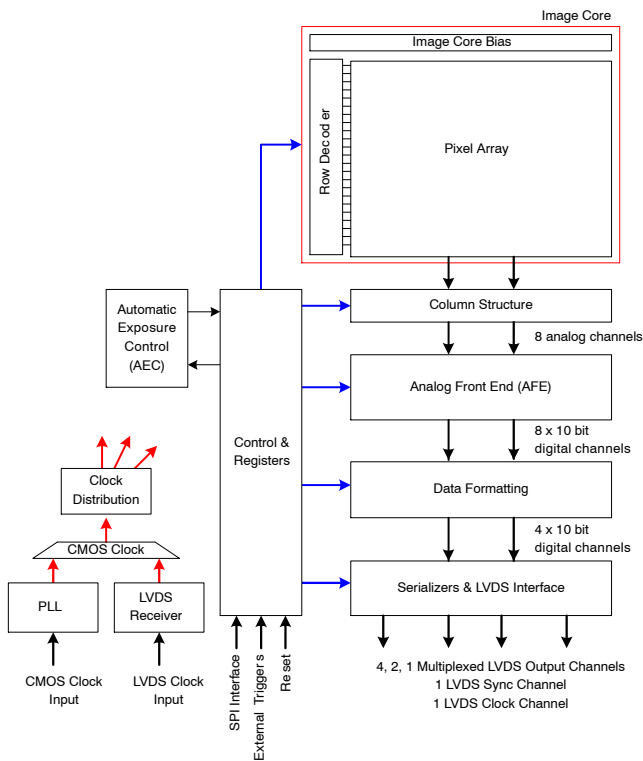 Image Core
Image Core Bias
Row Decoder
Pixel Array
Column Structure
8 analog channels
Automatic
Exposure
Control
(AEC)
Analog Front End (AFE)
8 x 10 bit
digital channels
Control &
Registers
Clock
Distribution
Data Formatting
4 x 10 bit
digital channels
CMOS Clock
PLL
LVDS
Receiver
Serializers & LVDS Interface
CMOS Clock
Input
LVDS Clock
Input
SPI Interface
External Triggers
Reset
4, 2, 1 Multiplexed LVDS Output Channels
1 LVDS Sync Channel
1 LVDS Clock Channel